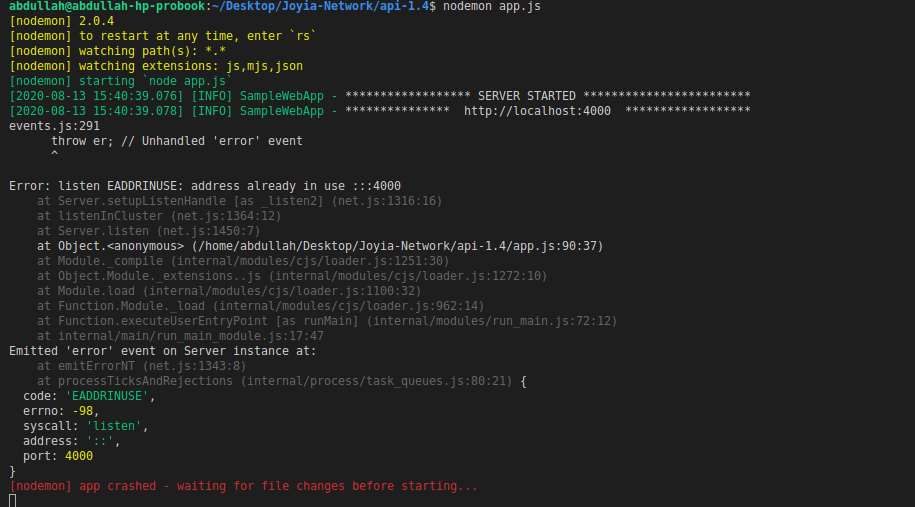 abdullah@abdullah-hp-probook:~/Desktop/Joyia-Network/api-1.4$ nodemon app.js
[nodemon] 2.0.4
[nodemon] to restart at any time, enter `rs`
[nodemon] watching path(s): *.*
[nodemon] watching extensions: js,mjs,json
[nodemon] starting `node app.js`
[2020-08-13 15:40:39.076] [INFO] SampleWebApp - ****************** SERVER STARTED ************************
[2020-08-13 15:40:39.078] [INFO] SampleWebApp - ***************  http://localhost:4000  ******************
events.js:291
      throw er; // Unhandled 'error' event
      ^
Error: listen EADDRINUSE: address already in use :::4000
    at Server.setupListenHandle [as _listen2] (net.js:1316:16)
    at listenInCluster (net.js:1364:12)
    at Server.listen (net.js:1450:7)
    at Object.<anonymous> (/home/abdullah/Desktop/Joyia-Network/api-1.4/app.js:90:37)
    at Module._compile (internal/modules/cjs/loader.js:1251:30)
    at Object.Module._extensions..js (internal/modules/cjs/loader.js:1272:10)
    at Module.load (internal/modules/cjs/loader.js:1100:32)
    at Function.Module._load (internal/modules/cjs/loader.js:962:14)
    at Function.executeUserEntryPoint [as runMain] (internal/modules/run_main.js:72:12)
    at internal/main/run_main_module.js:17:47
Emitted 'error' event on Server instance at:
    at emitErrorNT (net.js:1343:8)
    at processTicksAndRejections (internal/process/task_queues.js:80:21) {
  code: 'EADDRINUSE',
  errno: -98,
  syscall: 'listen',
  address: '::',
  port: 4000
}
[nodemon] app crashed - waiting for file changes before starting...